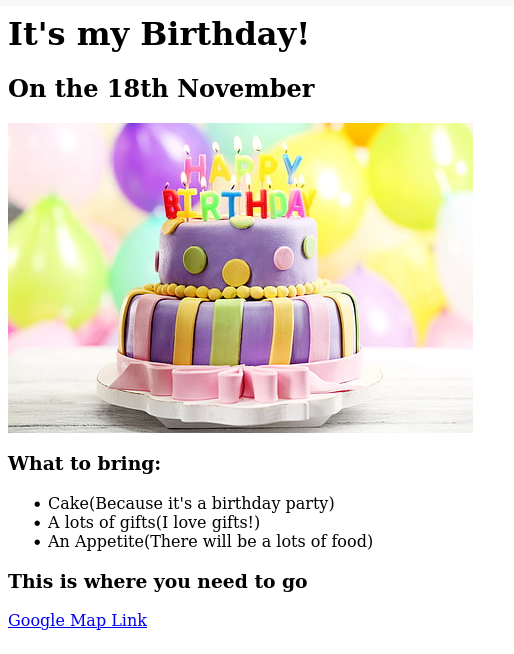 It's my Birthday!
On the 18th November
HAPPY
BIRTHDAY
What to bring:
Cake(Because it's a birthday party)
A lots of gifts(I love gifts!)
An Appetite(There will be a lots of food)
This is where you need to go
Google Map Link